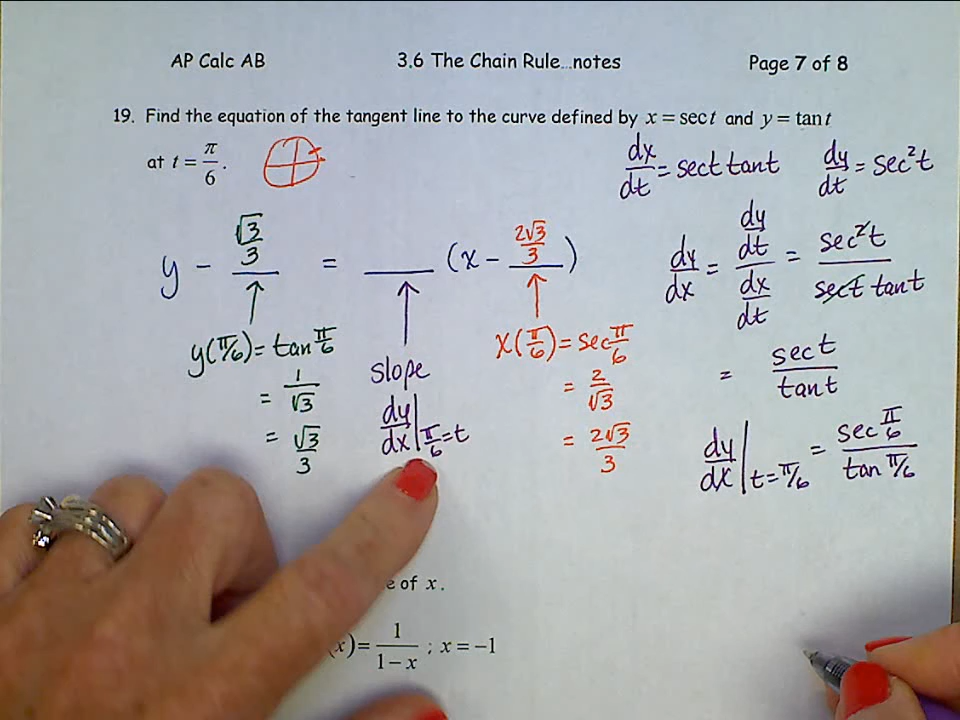 AP Calc AB 3.6 The Chain Rule…notes Page 7 of 8
19. Find the equation of the tangent line to the curve defined by x = sec t and y = tan t
at t = π/6.
dx/dt = sect tant dy/dt = sec²t
y - √3/3 = ___ (x - 2√3/3)
dy/dx = (dy/dt)/(dx/dt) = sec²t/(sect tant)
y(π/6) = tan π/6
= 1/√3
= √3/3
slope
dy/dx | π/6=t
x(π/6) = sec π/6
= 2/√3
= 2√3/3
= sect/tant
dy/dx | t=π/6 = sec π/6 / tan π/6
e of x.
x) = 1/(1-x) ; x = -1